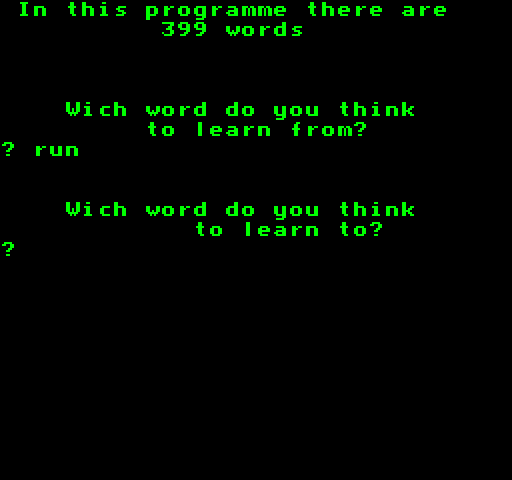 In this programme there are
399 words
Wich word do you think
to learn from?
? run
Wich word do you think
to learn to?
?